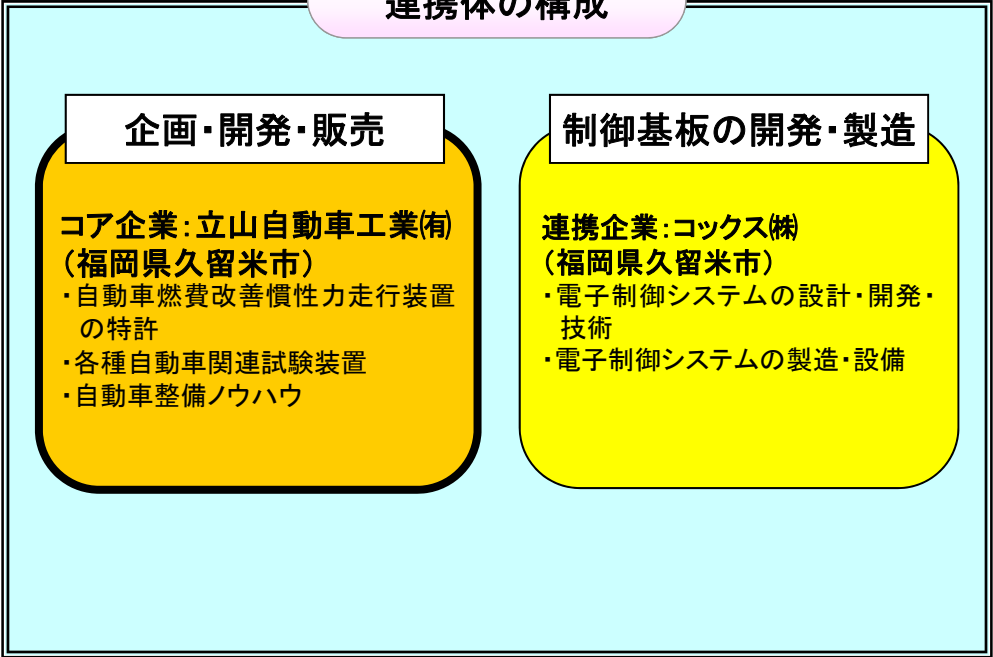 連携体の構成
企画・開発・販売
コア企業：立山自動車工業㈲
（福岡県久留米市）
・自動車燃費改善慣性力走行装置
の特許
・各種自動車関連試験装置
・自動車整備ノウハウ
制御基板の開発・製造
連携企業：コックス㈱
（福岡県久留米市）
・電子制御システムの設計・開発・
技術
・電子制御システムの製造・設備